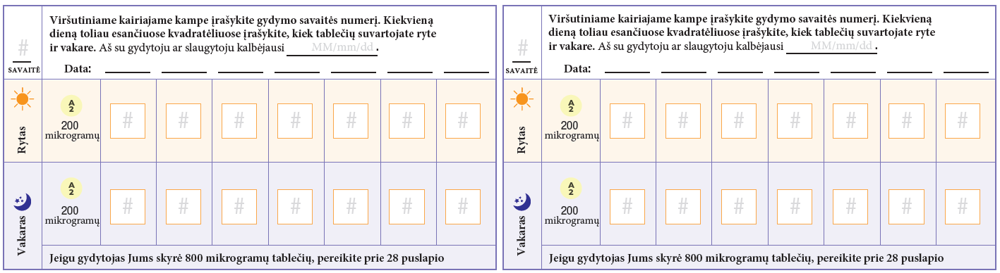 Viršutiniame kairiajame kampe įrašykite gydymo savaitės numerį. Kiekvieną
dieną toliau esančiuose kvadratėliuose įrašykite, kiek tablečių suvartojate ryte
ir vakare. Aš su gydytoju ar slaugytoju kalbėjausi MM/mm/dd.
#
SAVAITĖ
Data:
Rytas
A
2
200
mikrogramų
# # # # # # #
Vakaras
A
2
200
mikrogramų
# # # # # # #
Jeigu gydytojas Jums skyrė 800 mikrogramų tablečių, pereikite prie 28 puslapio
Viršutiniame kairiajame kampe įrašykite gydymo savaitės numerį. Kiekvieną
dieną toliau esančiuose kvadratėliuose įrašykite, kiek tablečių suvartojate ryte
ir vakare. Aš su gydytoju ar slaugytoju kalbėjausi MM/mm/dd.
#
SAVAITĖ
Data:
Rytas
A
2
200
mikrogramų
# # # # # # #
Vakaras
A
2
200
mikrogramų
# # # # # # #
Jeigu gydytojas Jums skyrė 800 mikrogramų tablečių, pereikite prie 28 puslapio